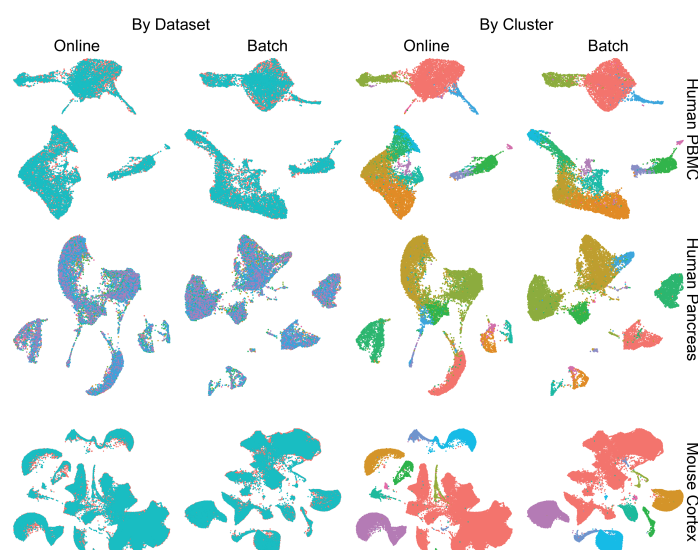 By Dataset
By Cluster
Online
Batch
Online
Batch
Human PBMC
Human Pancreas
Mouse Cortex